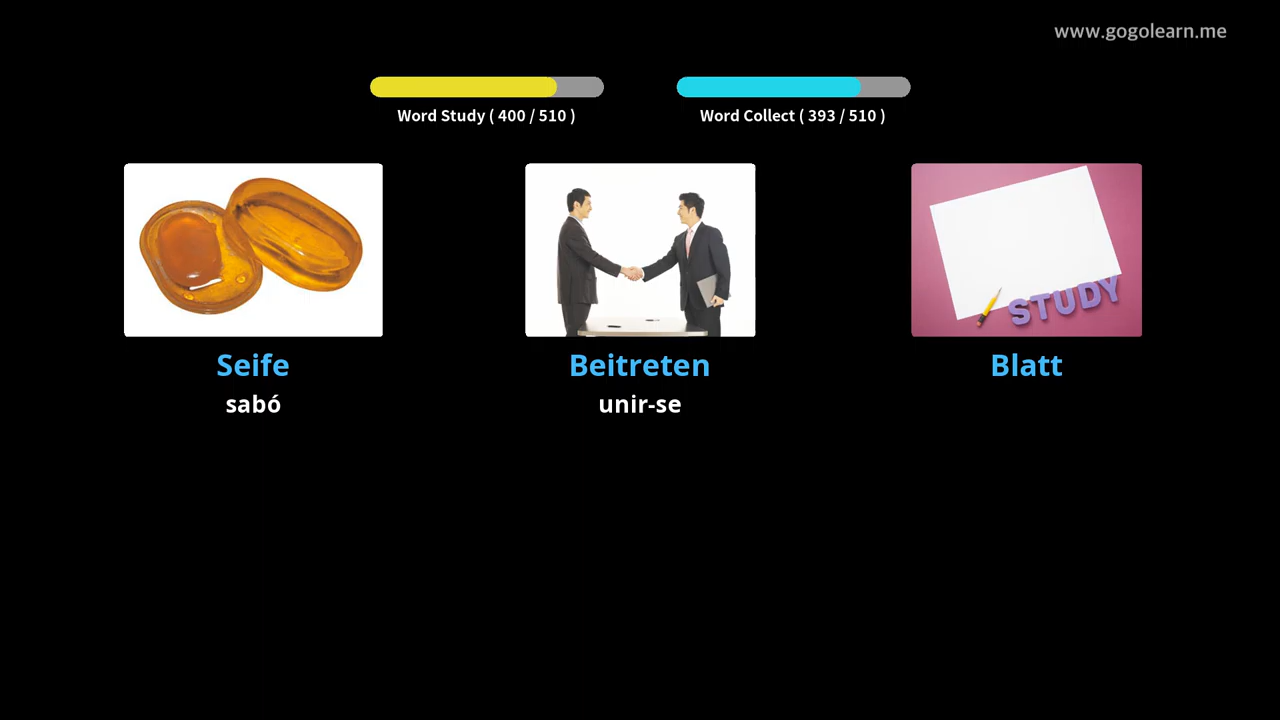 www.gogolearn.me
Word Study ( 400 / 510 )
Word Collect ( 393 / 510 )
STUDY
Seife
Beitreten
Blatt
sabó
unir-se